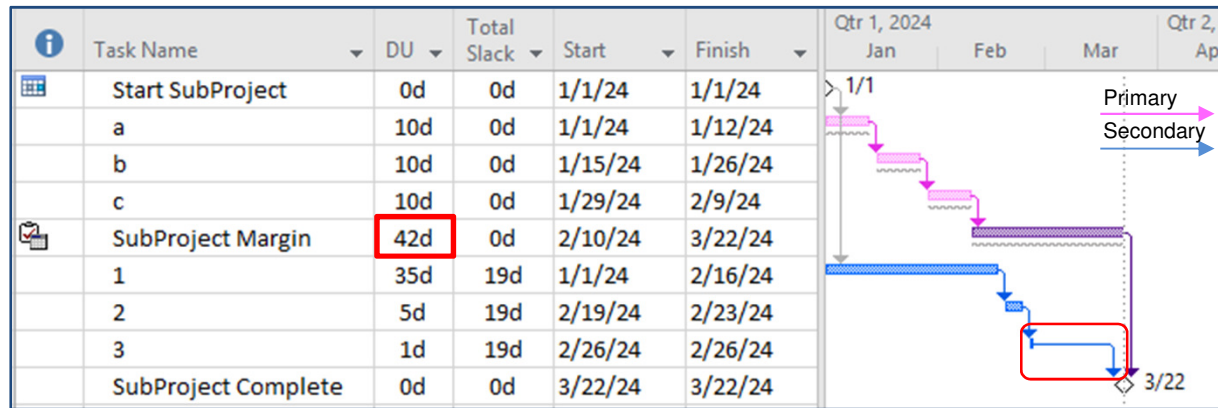 Task Name DU Total Slack Start Finish Qtr 1, 2024 Qtr 2,
Jan Feb Mar Ap
Start SubProject 0d 0d 1/1/24 1/1/24 1/1
Primary
a 10d 0d 1/1/24 1/12/24
Secondary
b 10d 0d 1/15/24 1/26/24
c 10d 0d 1/29/24 2/9/24
SubProject Margin 42d 0d 2/10/24 3/22/24
1 35d 19d 1/1/24 2/16/24
2 5d 19d 2/19/24 2/23/24
3 1d 19d 2/26/24 2/26/24
SubProject Complete 0d 0d 3/22/24 3/22/24 3/22